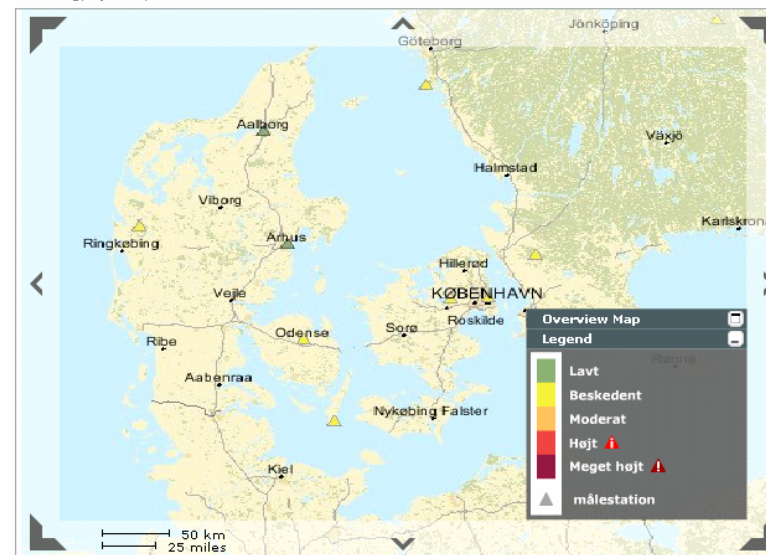 Jönköping
Göteborg
Aalborg
Växjö
Halmstad
Viborg
Karlskrona
Århus
Ringkøbing
Hillerød
Vejle
KØBENHAVN
Roskilde
Sorø
Odense
Ribe
Aabenraa
Nykøbing Falster
Kiel
Overview Map
Legend
Rønne
Lavt
Beskedent
Moderat
Højt
Meget højt
målestation
50 km
25 miles